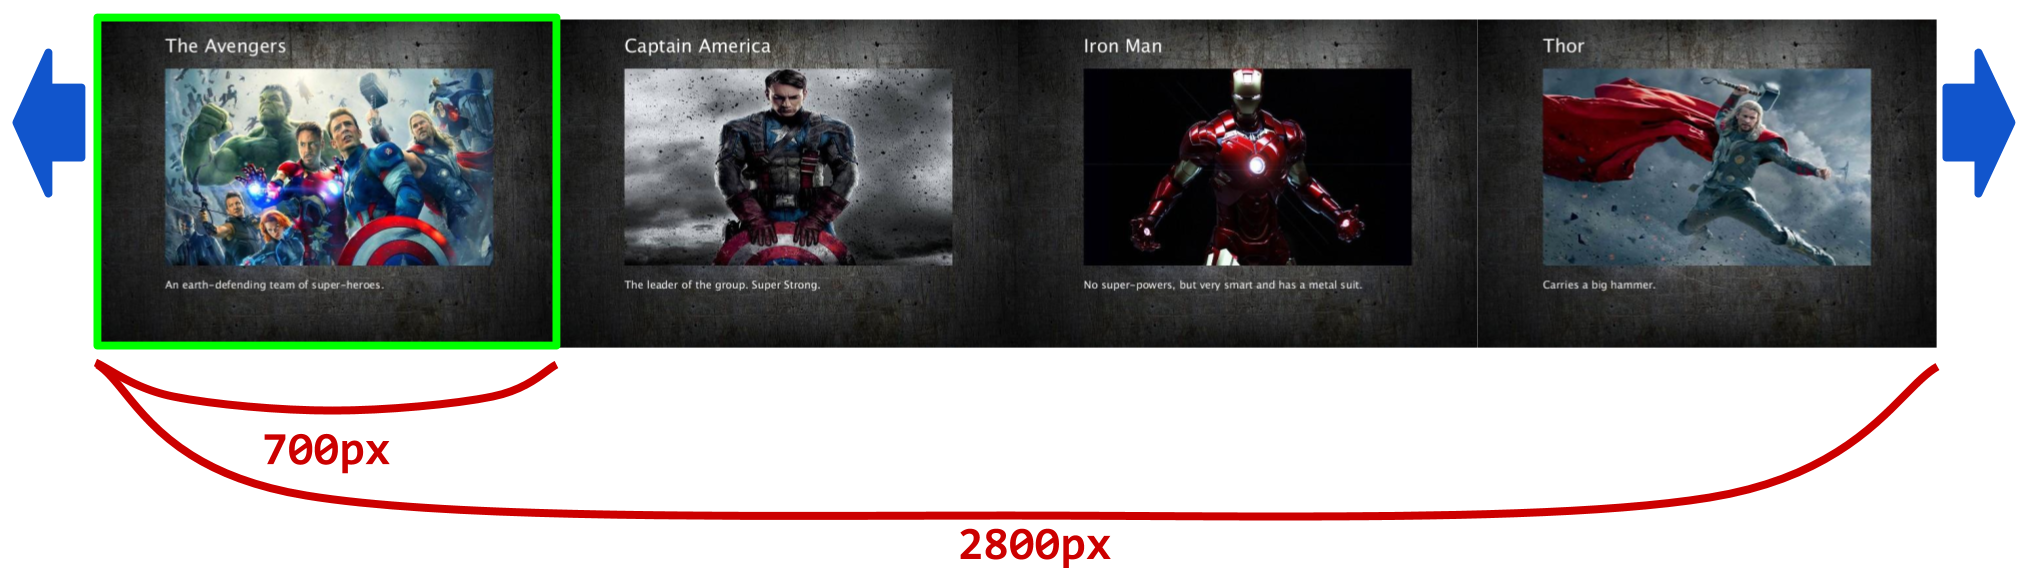 The Avengers
Captain America
Iron Man
Thor
An earth-defending team of super-heroes.
The leader of the group. Super Strong.
No super-powers, but very smart and has a metal suit.
Carries a big hammer.
700px
2800px